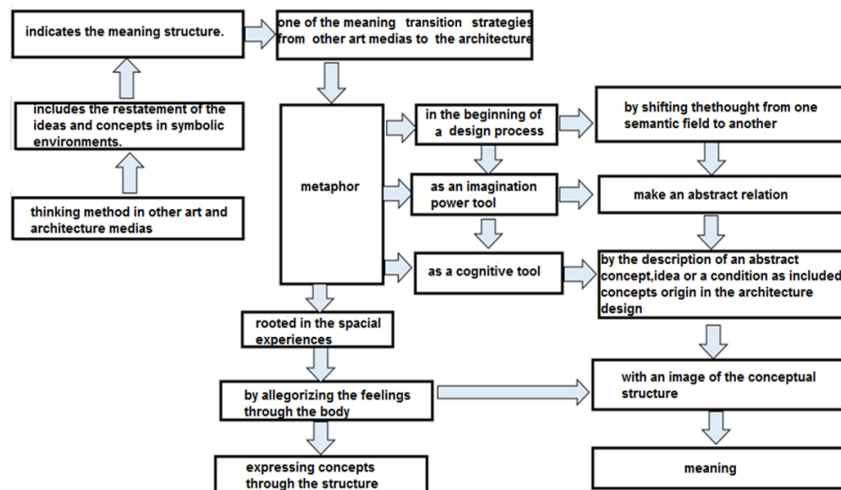 indicates the meaning structure.
one of the meaning transition strategies
from other art medias to the architecture
includes the restatement of the
ideas and concepts in symbolic
environments.
thinking method in other art and
architecture medias
metaphor
in the beginning of
a design process
by shifting thethought from one
semantic field to another
as an imagination
power tool
make an abstract relation
as a cognitive tool
by the description of an abstract
concept,idea or a condition as included
concepts origin in the architecture
design
rooted in the spacial
experiences
by allegorizing the feelings
through the body
with an image of the conceptual
structure
expressing concepts
through the structure
meaning